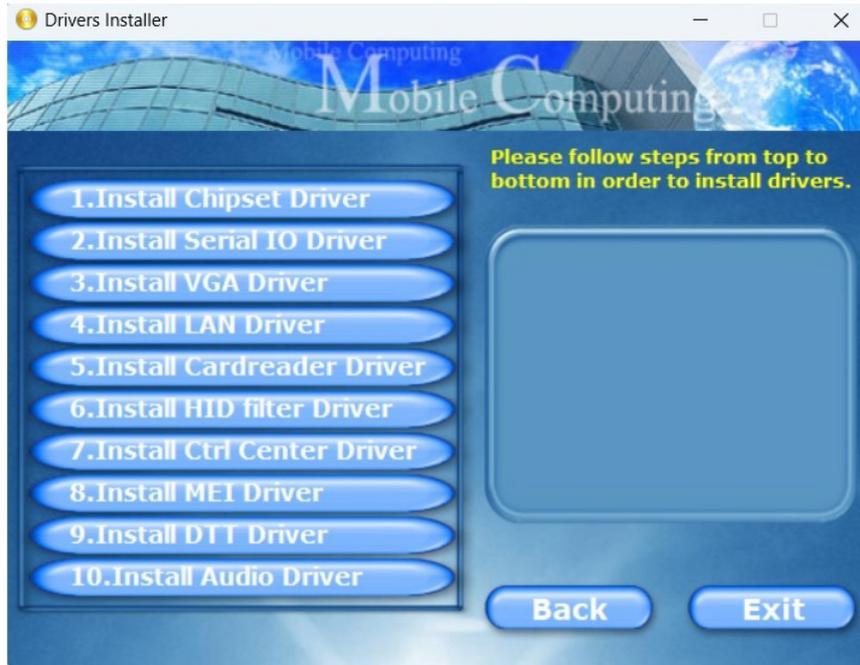 Drivers Installer
Mobile Computing
Mobile Computing
Please follow steps from top to
bottom in order to install drivers.
1.Install Chipset Driver
2.Install Serial IO Driver
3.Install VGA Driver
4.Install LAN Driver
5.Install Cardreader Driver
6.Install HID filter Driver
7.Install Ctrl Center Driver
8.Install MEI Driver
9.Install DTT Driver
10.Install Audio Driver
Back
Exit